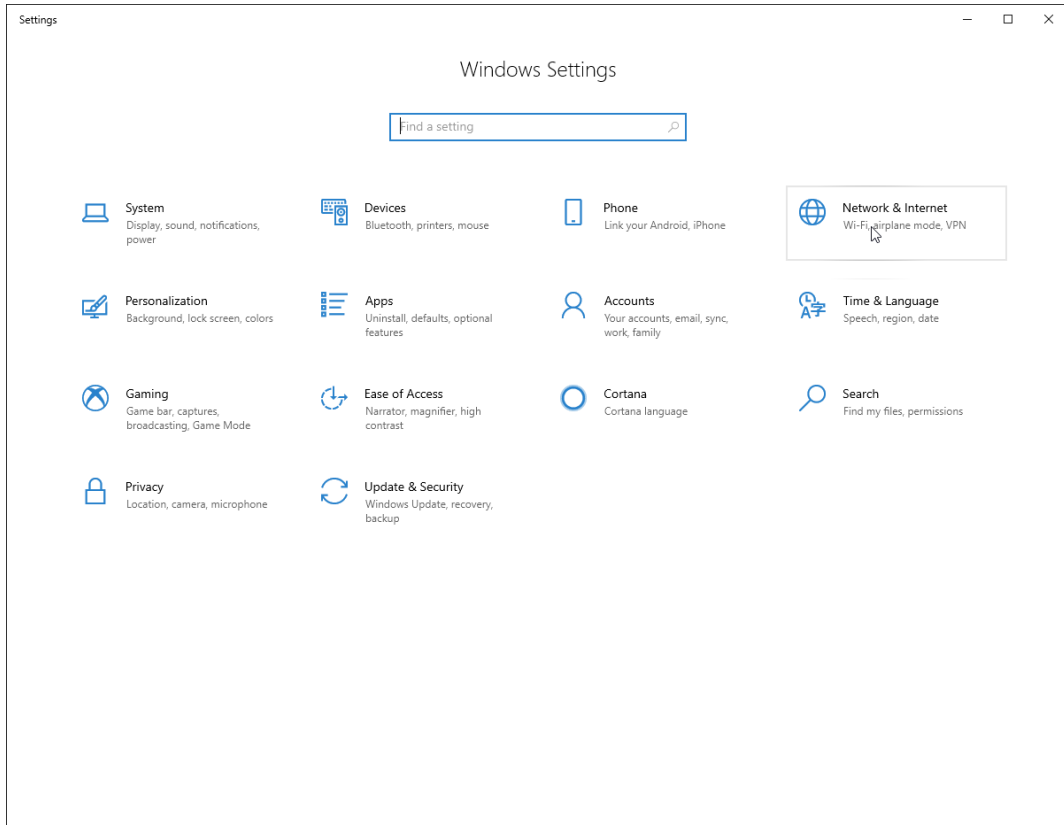 Settings
Windows Settings
Find a setting
System
Display, sound, notifications,
power
Devices
Bluetooth, printers, mouse
Phone
Link your Android, iPhone
Network & Internet
Wi-Fi, airplane mode, VPN
Personalization
Background, lock screen, colors
Apps
Uninstall, defaults, optional
features
Accounts
Your accounts, email, sync,
work, family
Time & Language
Speech, region, date
Gaming
Game bar, captures,
broadcasting, Game Mode
Ease of Access
Narrator, magnifier, high
contrast
Cortana
Cortana language
Search
Find my files, permissions
Privacy
Location, camera, microphone
Update & Security
Windows Update, recovery,
backup